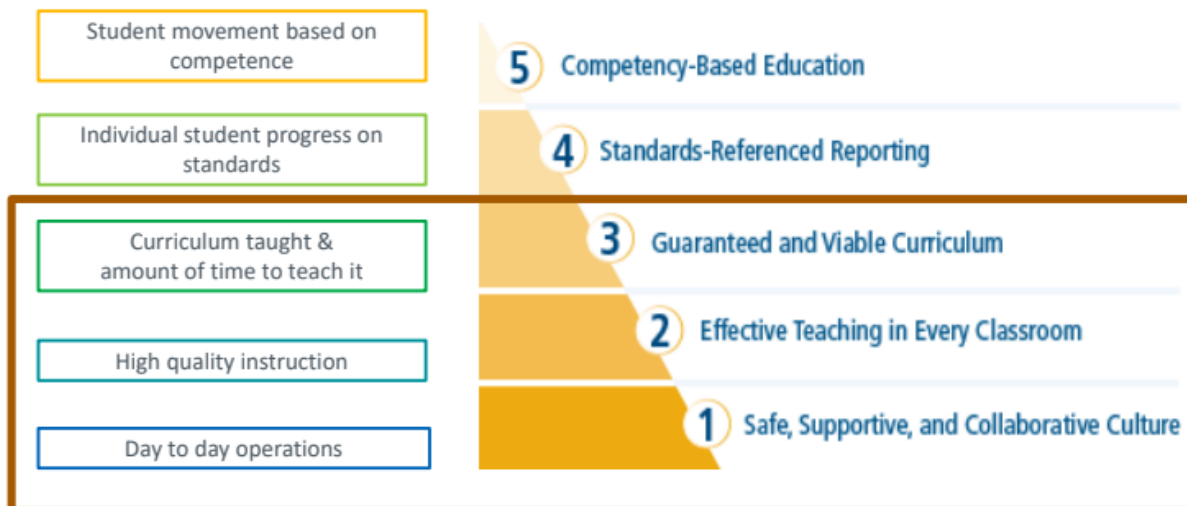 Student movement based on
competence
5 Competency-Based Education
Individual student progress on
standards
4 Standards-Referenced Reporting
Curriculum taught &
amount of time to teach it
3 Guaranteed and Viable Curriculum
High quality instruction
2 Effective Teaching in Every Classroom
Day to day operations
1 Safe, Supportive, and Collaborative Culture